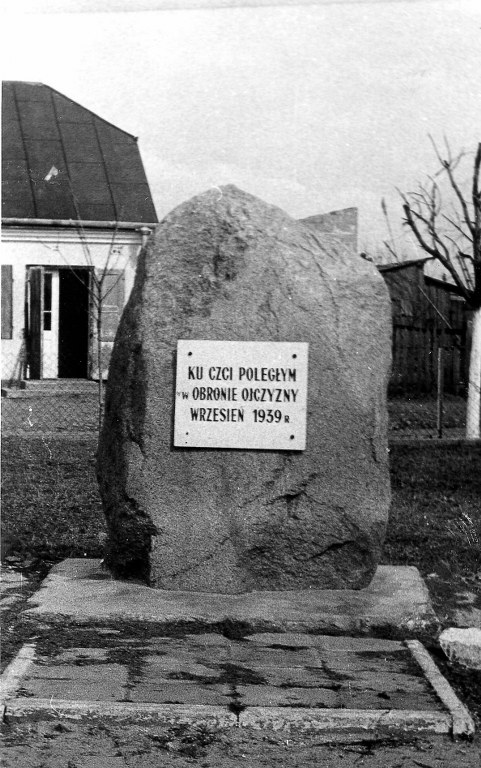 KU CZCI POLEGŁYM
W OBRONIE OJCZYZNY
WRZESIEŃ 1939 R